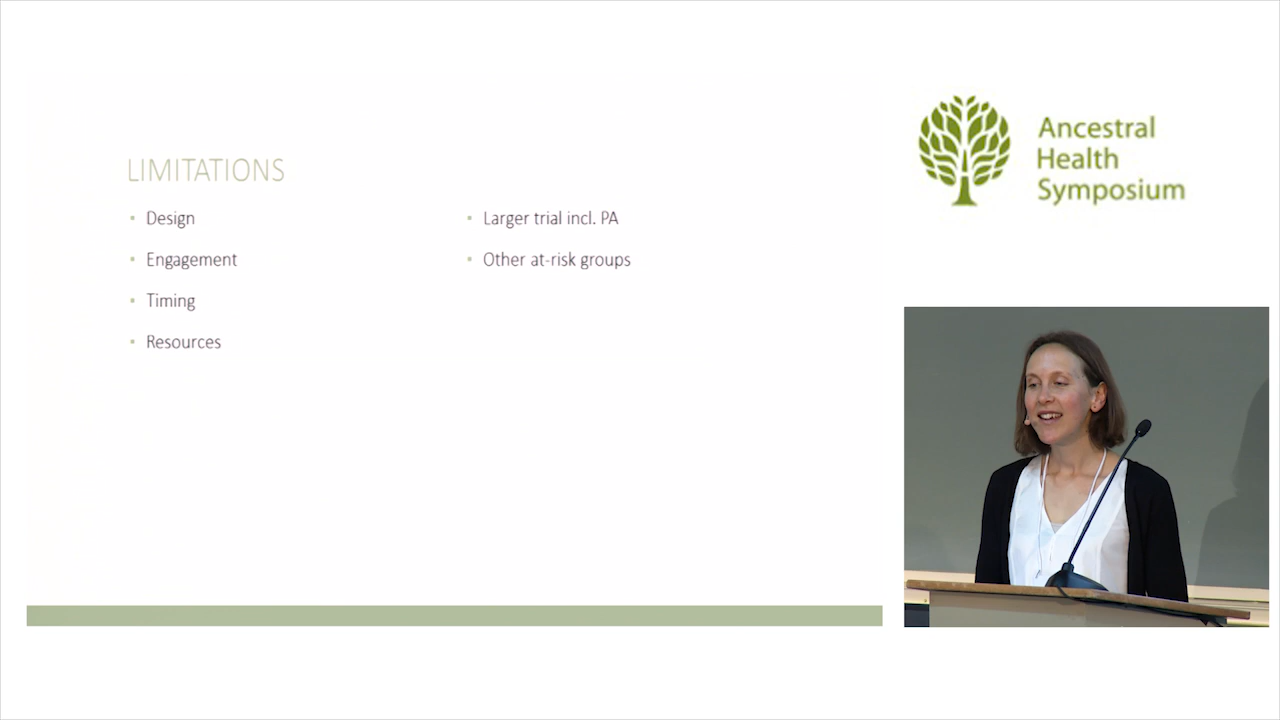 LIMITATIONS
Design
Engagement
Timing
Resources
Larger trial incl. PA
Other at-risk groups
Ancestral
Health
Symposium